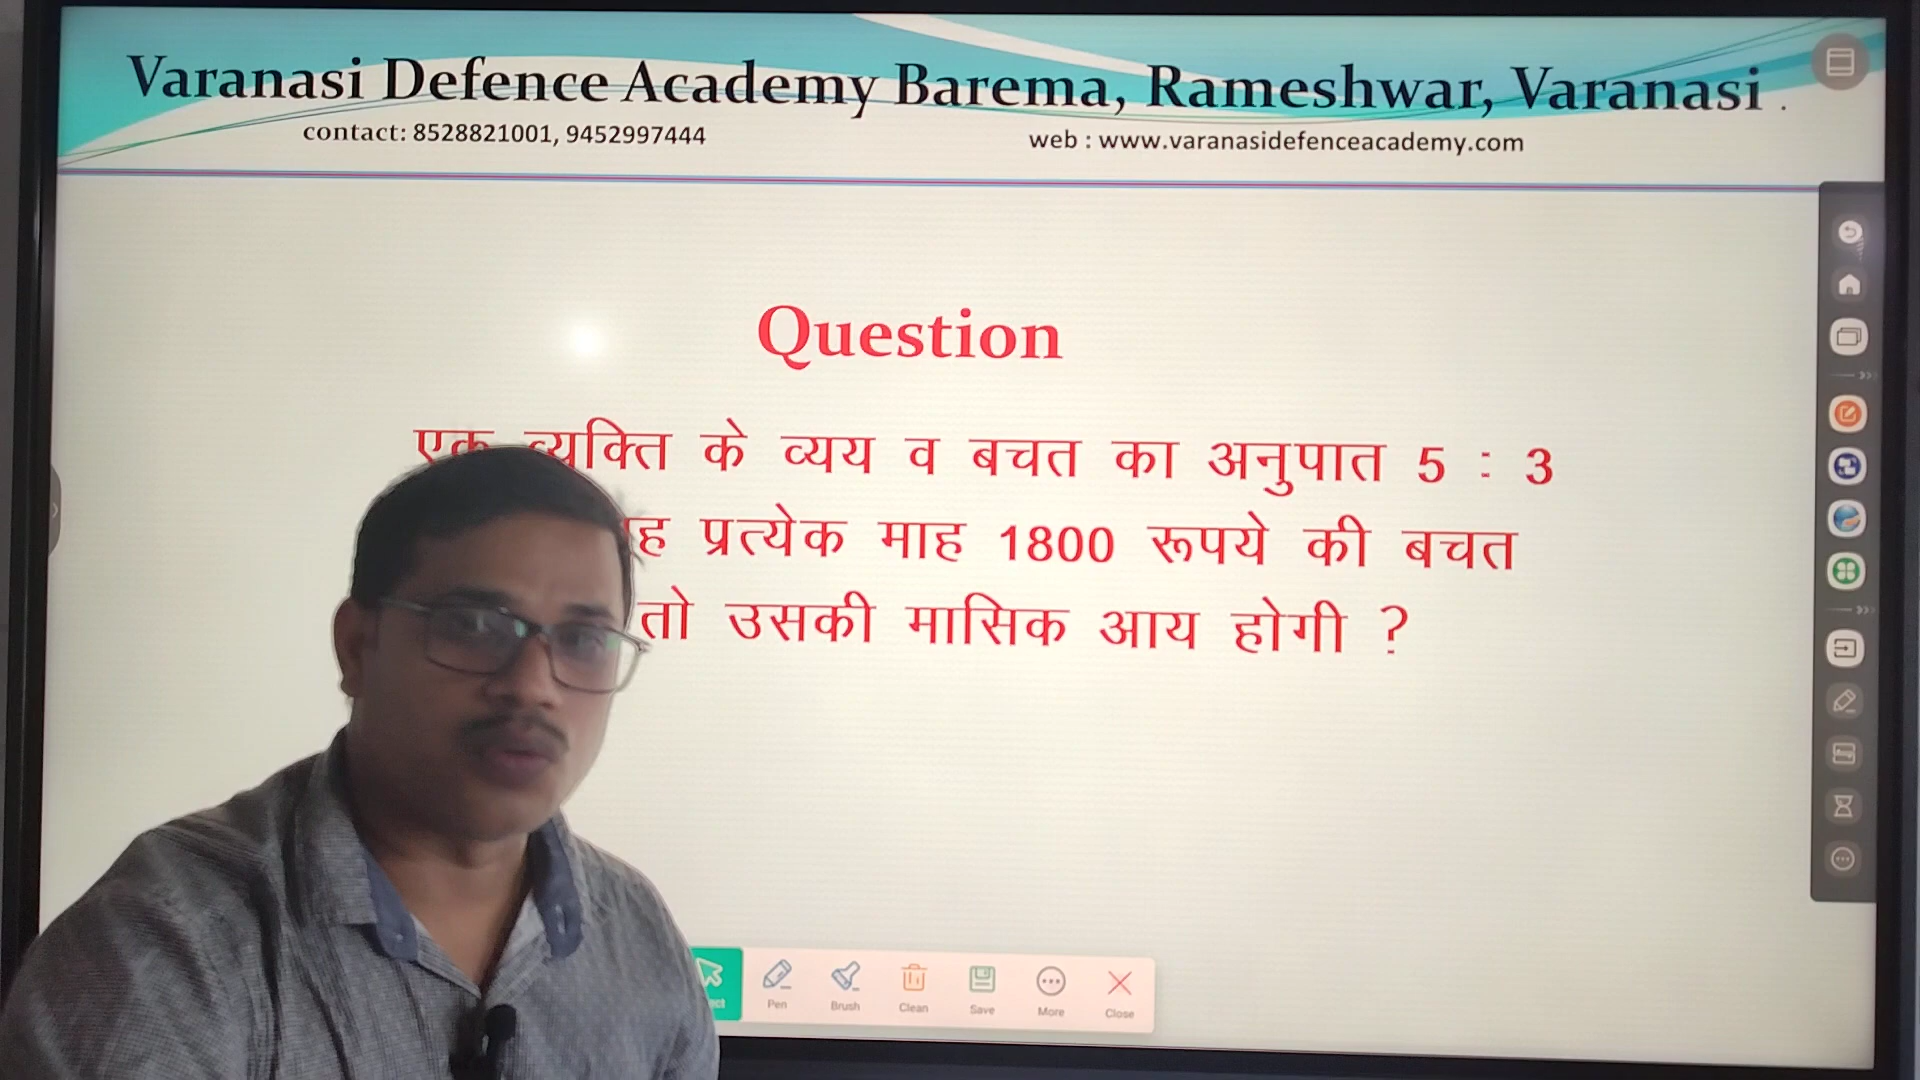 Varanasi Defence Academy Barema, Rameshwar, Varanasi .
contact: 8528821001, 9452997444
web : www.varanasidefenceacademy.com
Question
एक व्यक्ति के व्यय व बचत का अनुपात 5 : 3
प्रत्येक माह 1800 रूपये की बचत
तो उसकी मासिक आय होगी ?
Pen
Brush
Clean
Save
More
Close